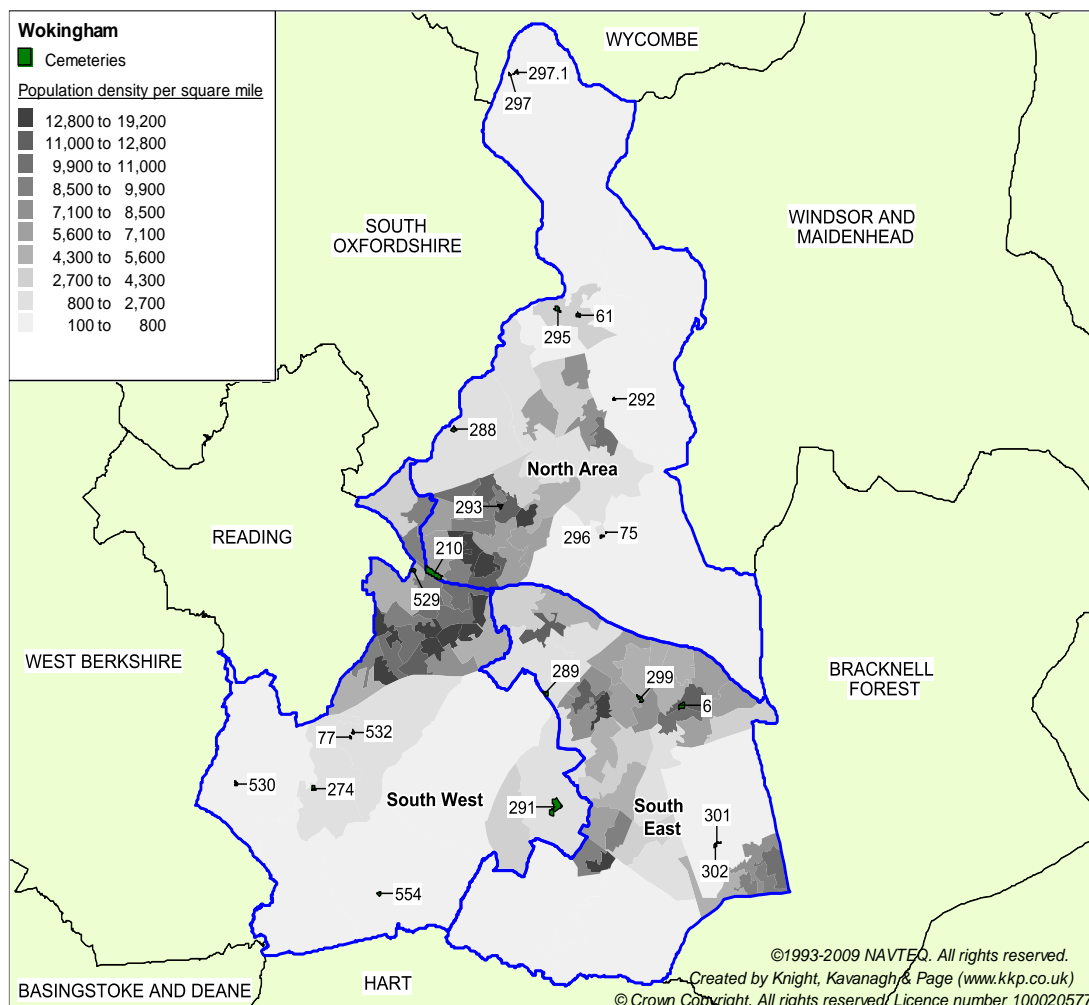 Wokingham
Cemeteries
Population density per square mile
12,800 to 19,200
11,000 to 12,800
9,900 to 11,000
8,500 to 9,900
7,100 to 8,500
5,600 to 7,100
4,300 to 5,600
2,700 to 4,300
800 to 2,700
100 to 800
WYCOMBE
297.1
297
SOUTH
OXFORDSHIRE
WINDSOR AND
MAIDENHEAD
61
295
292
288
North Area
293
READING
296
75
210
529
WEST BERKSHIRE
BRACKNELL
FOREST
289
299
6
532
77
530
274
South West
291
South
East
301
302
554
BASINGSTOKE AND DEANE
HART
©1993-2009 NAVTEQ. All rights reserved.
Created by Knight, Kavanagh & Page (www.kkp.co.uk)
© Crown Copyright. All rights reserved. Licence number 100020577